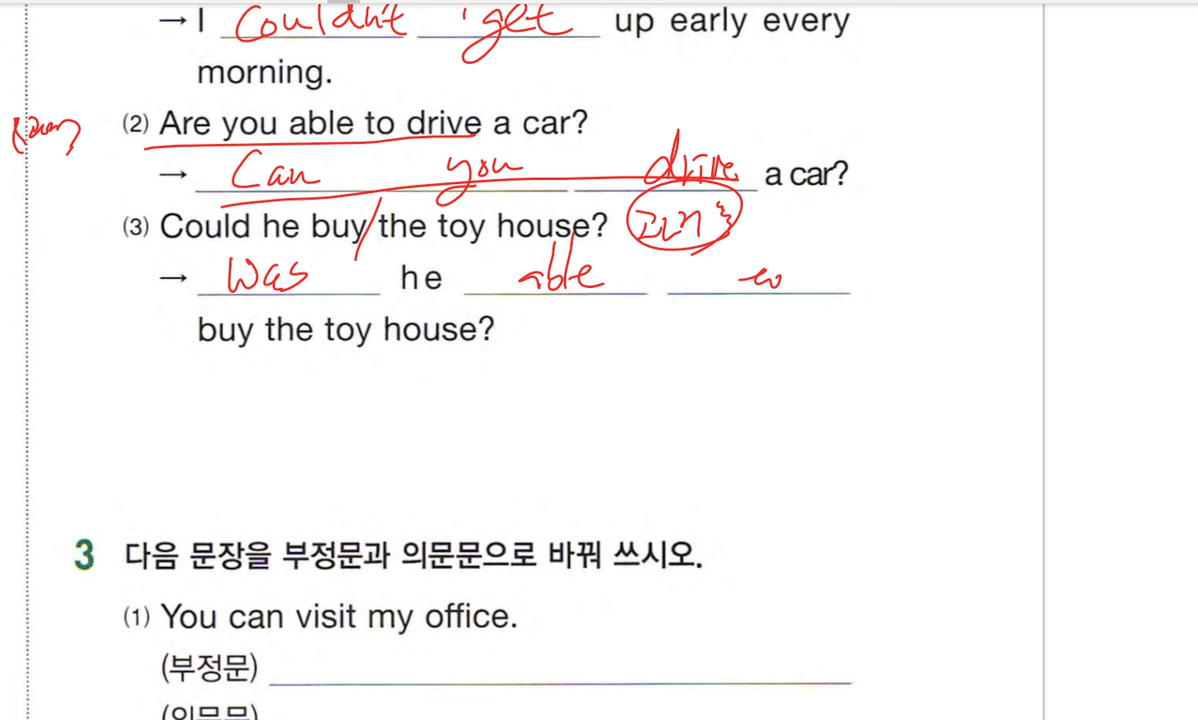 → I Couldn't get up early every
morning.
(2) Are you able to drive a car?
→ Can you drive a car?
(3) Could he buy the toy house?
→ Was he able to
buy the toy house?
3 다음 문장을 부정문과 의문문으로 바꿔 쓰시오.
(1) You can visit my office.
(부정문)